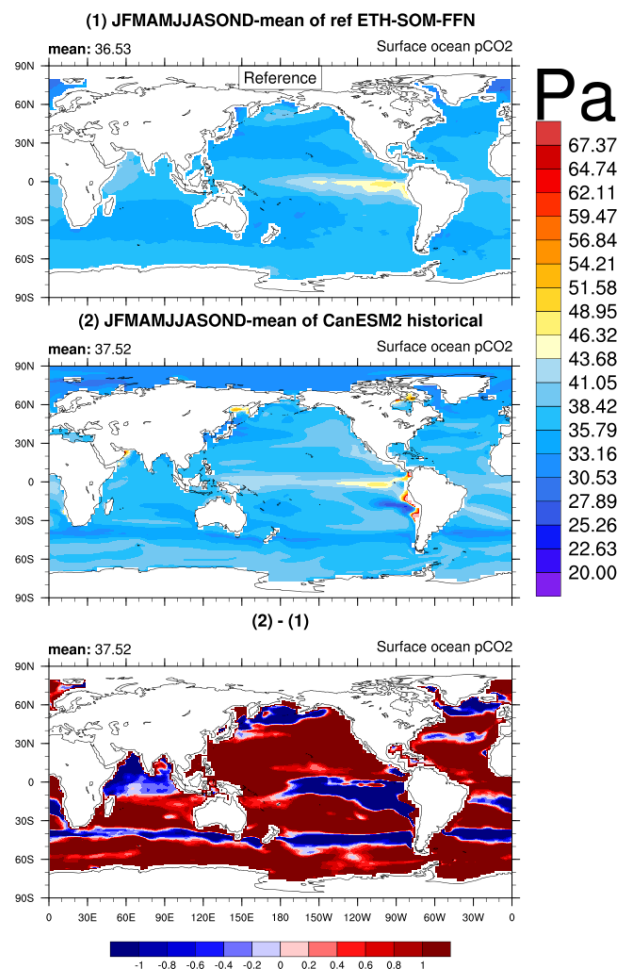 (1) JFMAMJJASOND-mean of ref ETH-SOM-FFN
mean: 36.53 Surface ocean pCO2
Reference
90N
60N
30N
0
30S
60S
90S
Pa
67.37
64.74
62.11
59.47
56.84
54.21
51.58
48.95
46.32
43.68
41.05
38.42
35.79
33.16
30.53
27.89
25.26
22.63
20.00
(2) JFMAMJJASOND-mean of CanESM2 historical
mean: 37.52 Surface ocean pCO2
90N
60N
30N
0
30S
60S
90S
(2) - (1)
mean: 37.52 Surface ocean pCO2
90N
60N
30N
0
30S
60S
90S
0 30E 60E 90E 120E 150E 180 150W 120W 90W 60W 30W 0
-1 -0.8 -0.6 -0.4 -0.2 0 0.2 0.4 0.6 0.8 1